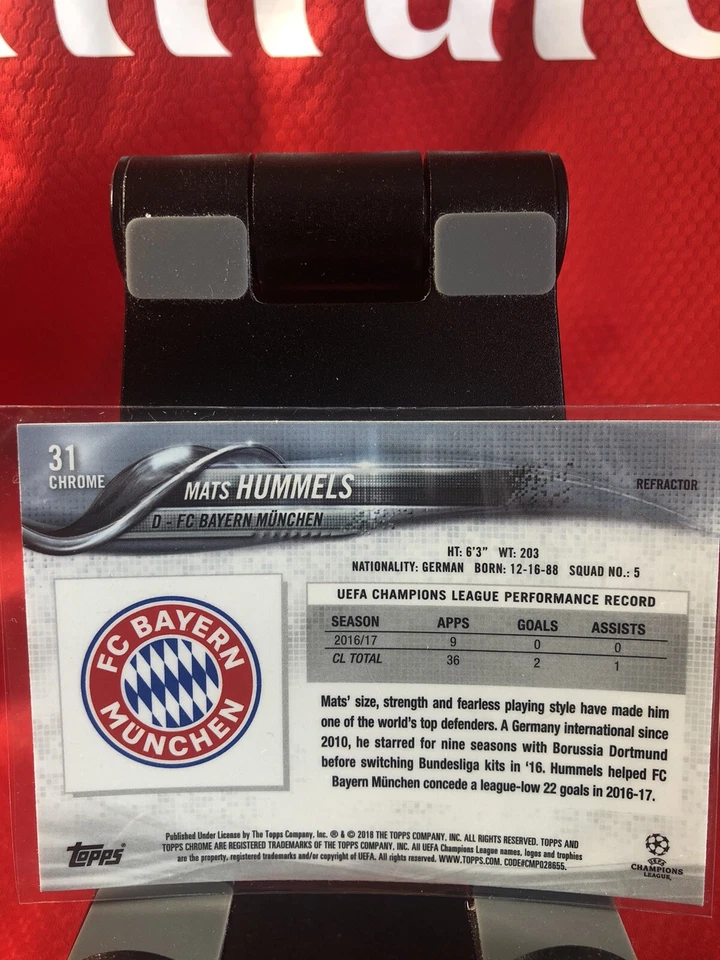 31
CHROME
MATS HUMMELS
D - FC BAYERN MÜNCHEN
REFRACTOR
HT: 6'3" WT: 203
NATIONALITY: GERMAN BORN: 12-16-88 SQUAD NO.: 5
UEFA CHAMPIONS LEAGUE PERFORMANCE RECORD
SEASON APPS GOALS ASSISTS
2016/17 9 0 0
CL TOTAL 36 2 1
FC BAYERN
MÜNCHEN
Mats' size, strength and fearless playing style have made him
one of the world's top defenders. A Germany international since
2010, he starred for nine seasons with Borussia Dortmund
before switching Bundesliga kits in '16. Hummels helped FC
Bayern München concede a league-low 22 goals in 2016-17.
Topps
Published Under License by The Topps Company, Inc. ® & © 2018 THE TOPPS COMPANY, INC. ALL RIGHTS RESERVED. TOPPS AND
TOPPS CHROME ARE REGISTERED TRADEMARKS OF THE TOPPS COMPANY, INC. All UEFA Champions League names, logos and trophies
are the property, registered trademarks and/or copyright of UEFA. All rights reserved. WWW.TOPPS.COM. CODE#CMP028655.
UEFA
CHAMPIONS
LEAGUE